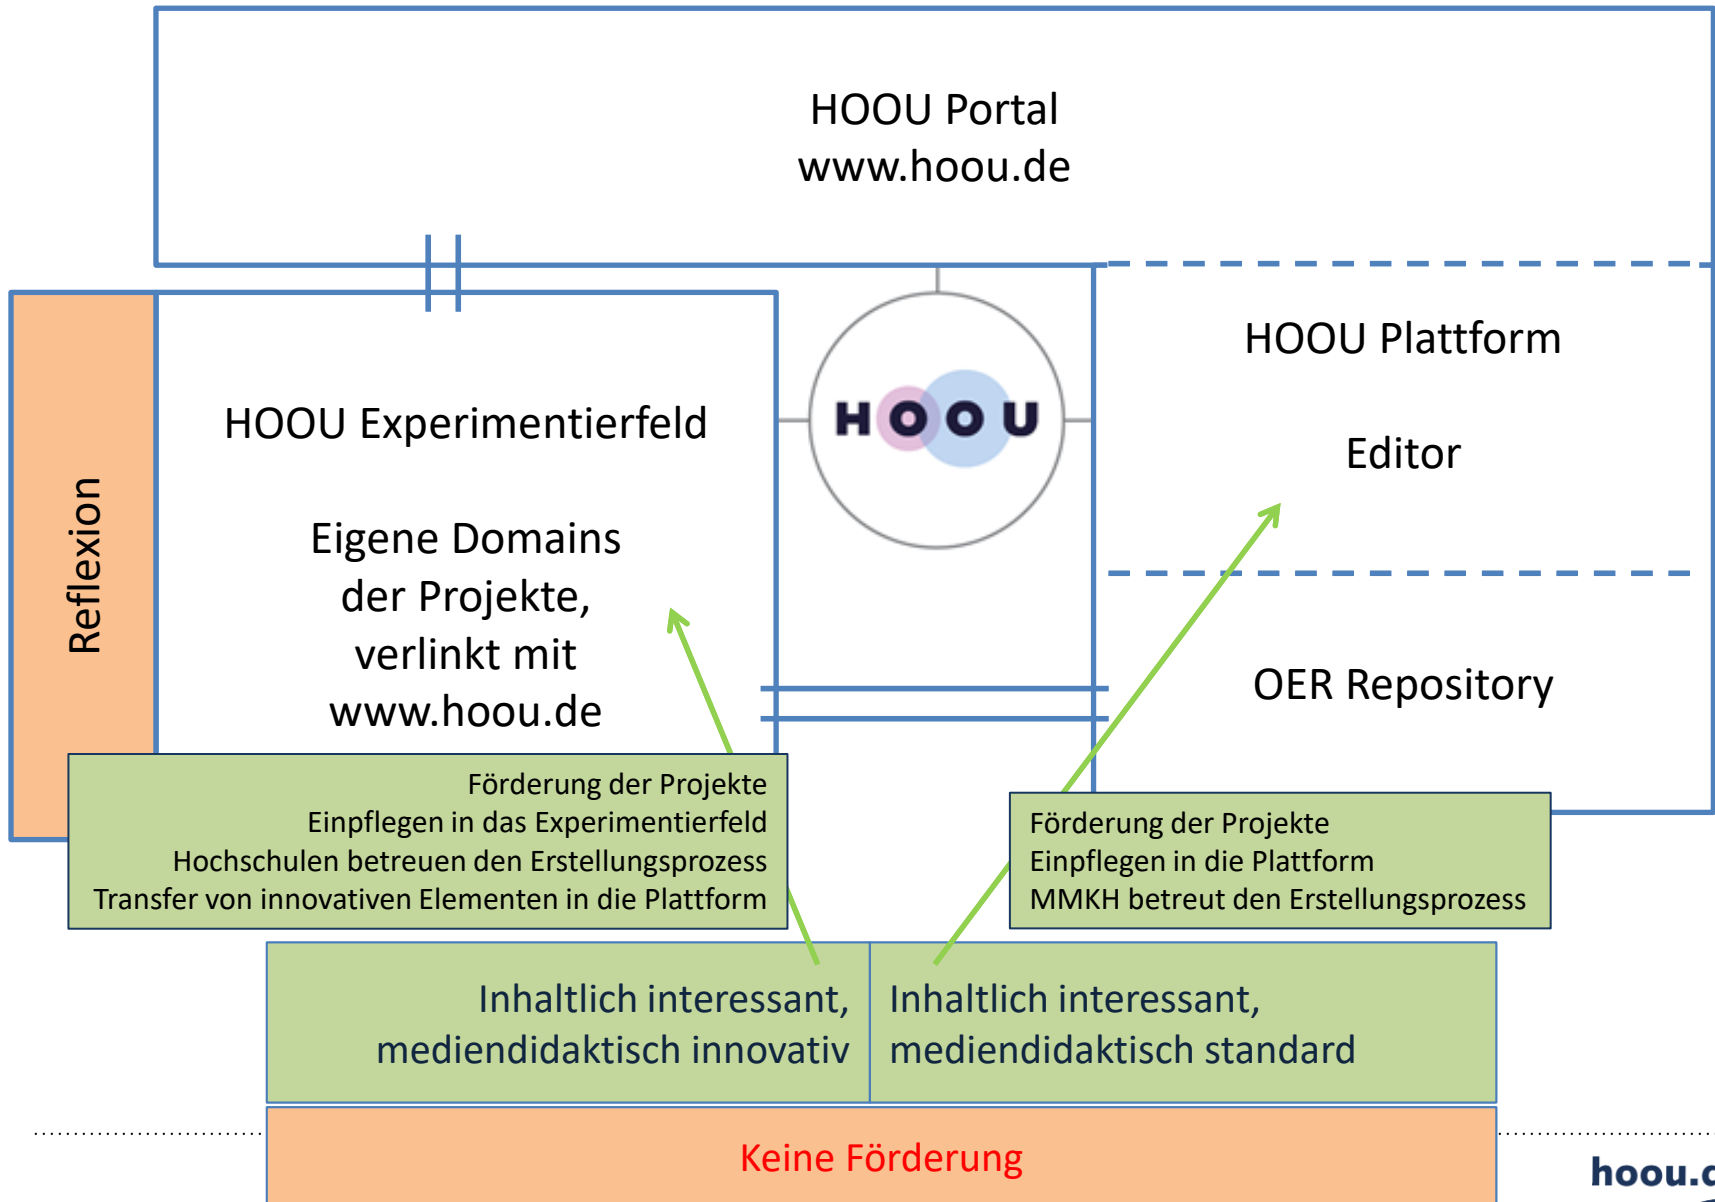 HOOU Portal
www.hoou.de
Reflexion
HOOU Experimentierfeld
Eigene Domains
der Projekte,
verlinkt mit
www.hoou.de
HOOU
HOOU Plattform
Editor
OER Repository
Förderung der Projekte
Einpflegen in das Experimentierfeld
Hochschulen betreuen den Erstellungsprozess
Transfer von innovativen Elementen in die Plattform
Förderung der Projekte
Einpflegen in die Plattform
MMKH betreut den Erstellungsprozess
Inhaltlich interessant,
mediendidaktisch innovativ
Inhaltlich interessant,
mediendidaktisch standard
Keine Förderung